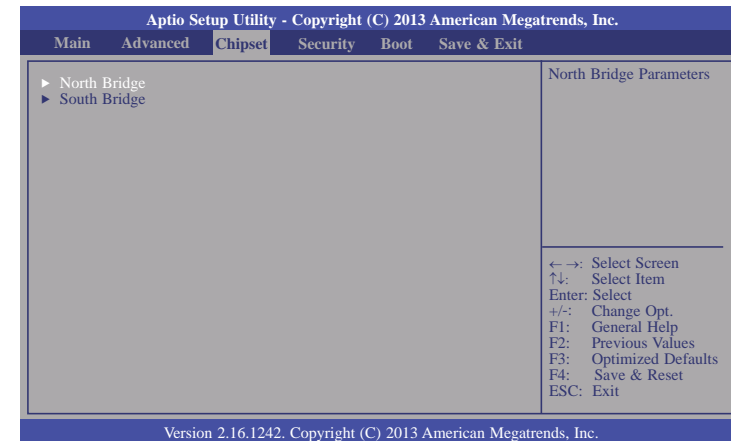 Aptio Setup Utility - Copyright (C) 2013 American Megatrends, Inc.
Main Advanced Chipset Security Boot Save & Exit
► North Bridge
► South Bridge
North Bridge Parameters
←→: Select Screen
↑↓: Select Item
Enter: Select
+/-: Change Opt.
F1: General Help
F2: Previous Values
F3: Optimized Defaults
F4: Save & Reset
ESC: Exit
Version 2.16.1242. Copyright (C) 2013 American Megatrends, Inc.